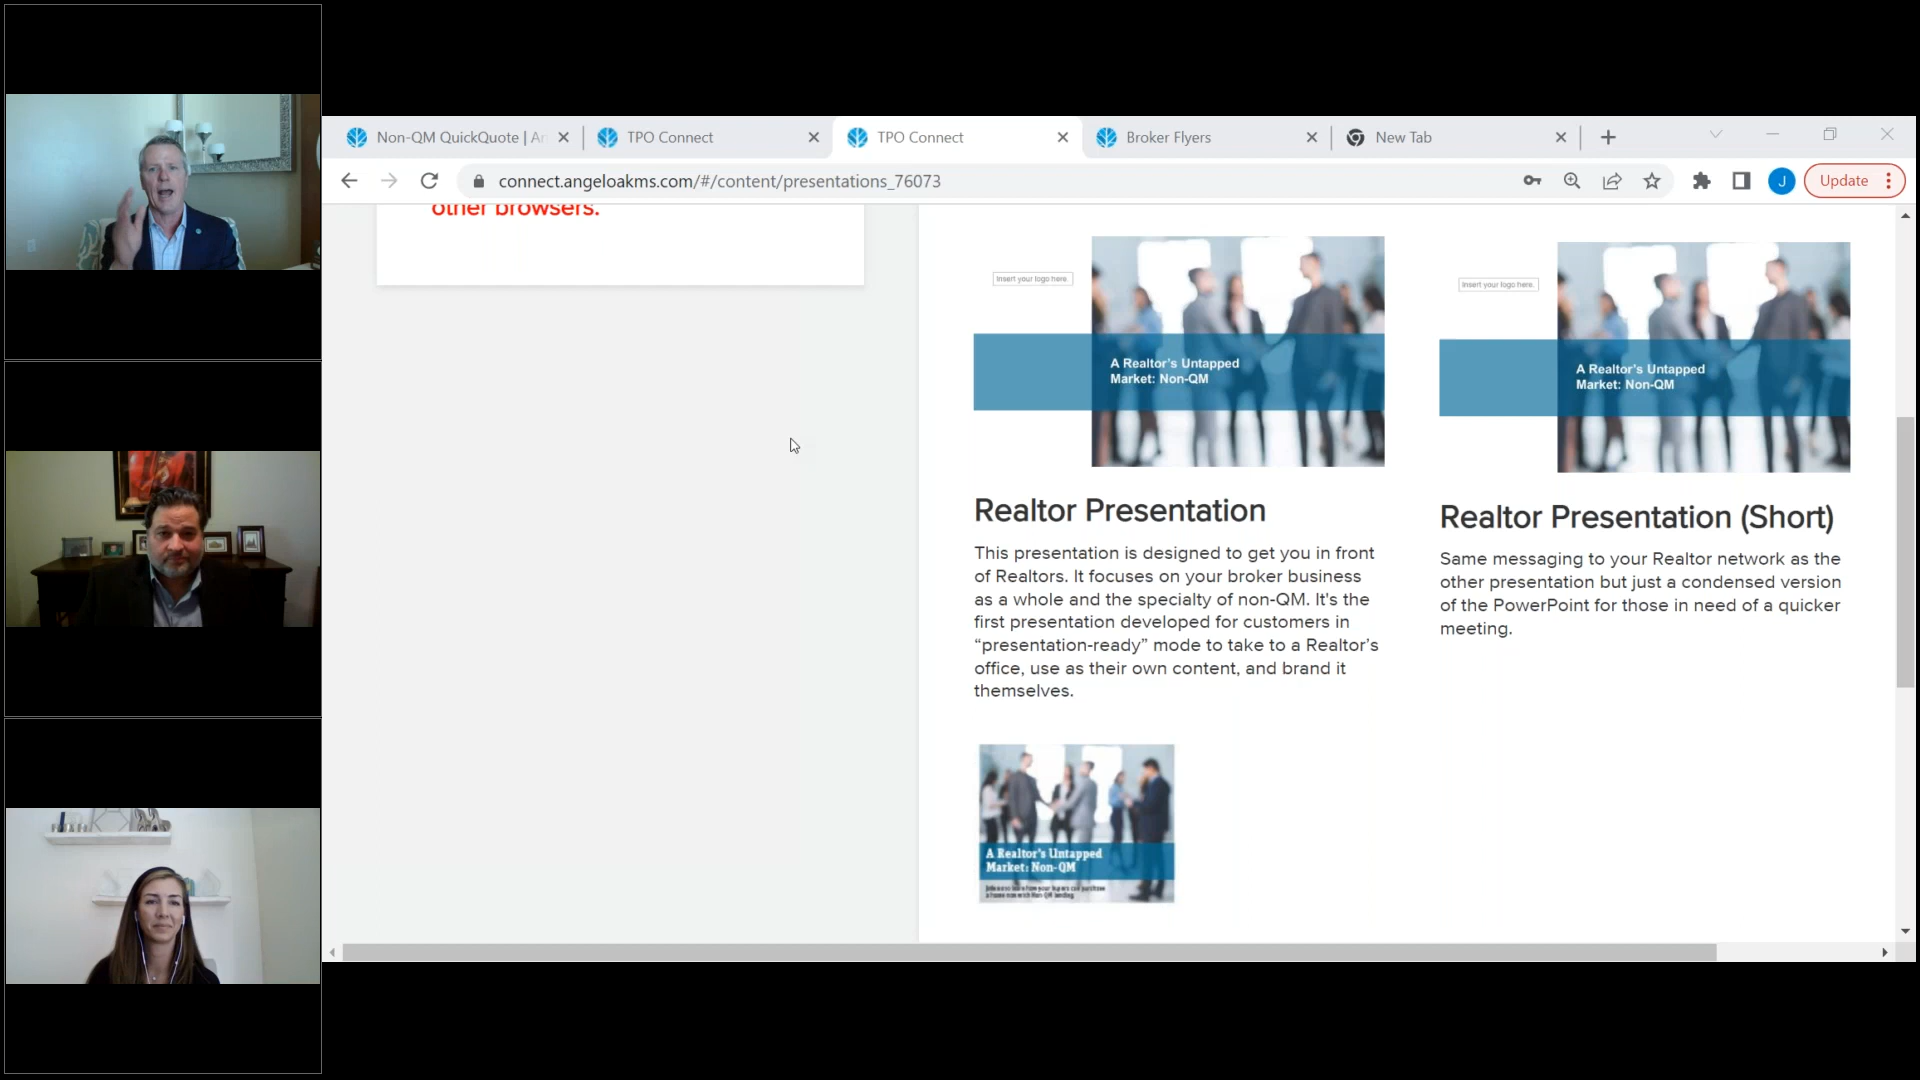 Non-QM QuickQuote | An
TPO Connect
TPO Connect
Broker Flyers
New Tab
connect.angeloakms.com/#/content/presentations_76073
J
Update
other browsers.
Insert your logo here.
A Realtor's Untapped
Market: Non-QM
Realtor Presentation
This presentation is designed to get you in front
of Realtors. It focuses on your broker business
as a whole and the specialty of non-QM. It's the
first presentation developed for customers in
“presentation-ready” mode to take to a Realtor’s
office, use as their own content, and brand it
themselves.
Insert your logo here.
A Realtor's Untapped
Market: Non-QM
Realtor Presentation (Short)
Same messaging to your Realtor network as the
other presentation but just a condensed version
of the PowerPoint for those in need of a quicker
meeting.
A Realtor's Untapped
Market: Non-QM